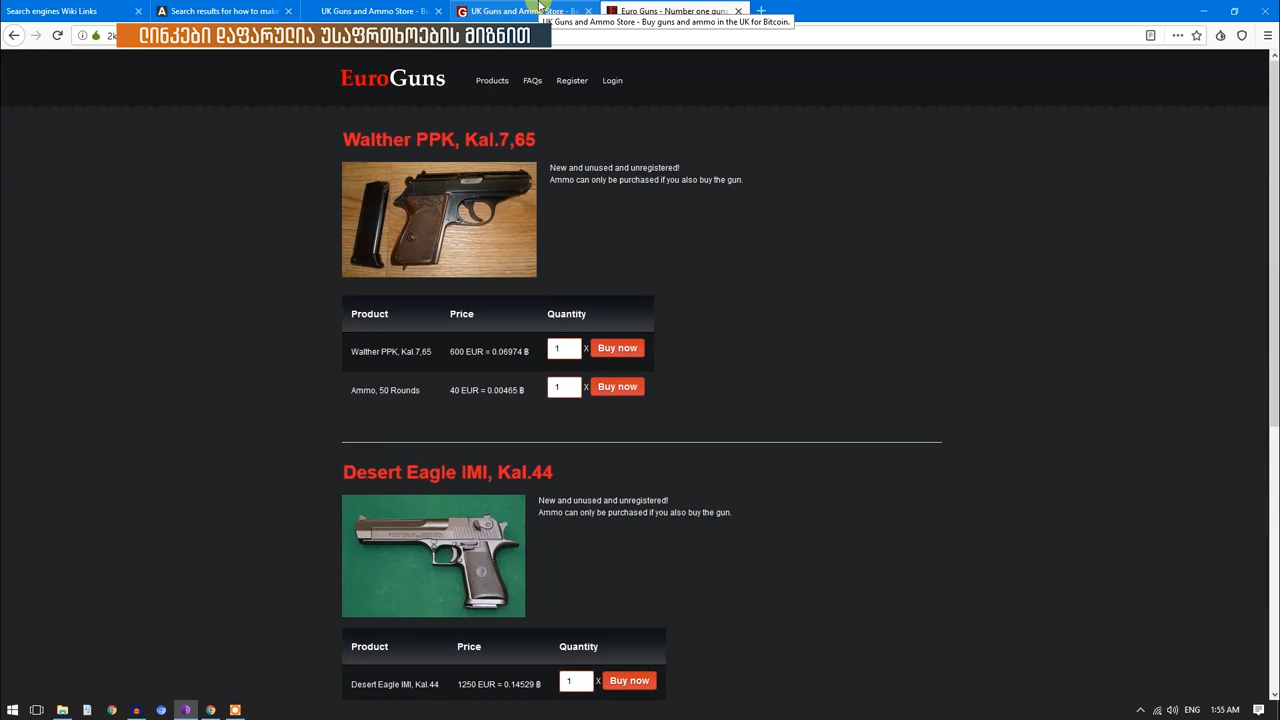 Search engines Wiki Links
Search results for how to make
UK Guns and Ammo Store - Bu
UK Guns and Ammo Store - Bu
Euro Guns - Number one guns
UK Guns and Ammo Store - Buy guns and ammo in the UK for Bitcoin.
2k
ლინკები დაფარულია უსაფრთხოების მიზნით
EuroGuns
Products
FAQs
Register
Login
Walther PPK, Kal.7,65
New and unused and unregistered!
Ammo can only be purchased if you also buy the gun.
Product Price Quantity
Walther PPK, Kal.7,65 600 EUR = 0.06974 ฿ 1 X Buy now
Ammo, 50 Rounds 40 EUR = 0.00465 ฿ 1 X Buy now
Desert Eagle IMI, Kal.44
New and unused and unregistered!
Ammo can only be purchased if you also buy the gun.
Product Price Quantity
Desert Eagle IMI, Kal.44 1250 EUR = 0.14529 ฿ 1 X Buy now
ENG 1:55 AM